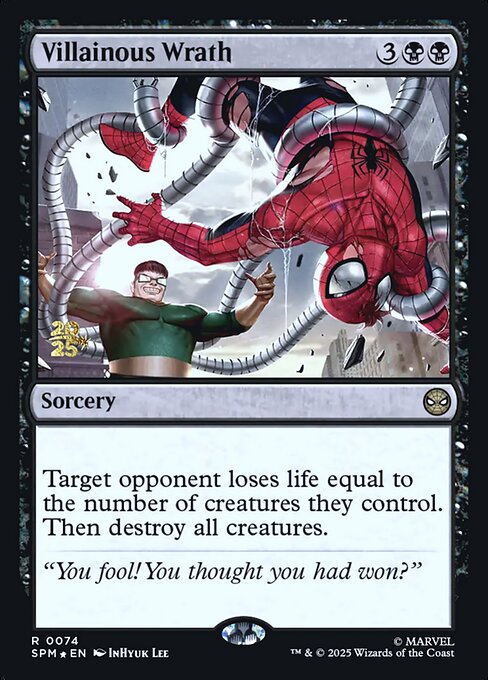 Villainous Wrath 3
2025
Sorcery
Target opponent loses life equal to
the number of creatures they control.
Then destroy all creatures.
“You fool! You thought you had won?”
R 0074
© MARVEL
SPM★EN InHyuk Lee
™ & © 2025 Wizards of the Coast